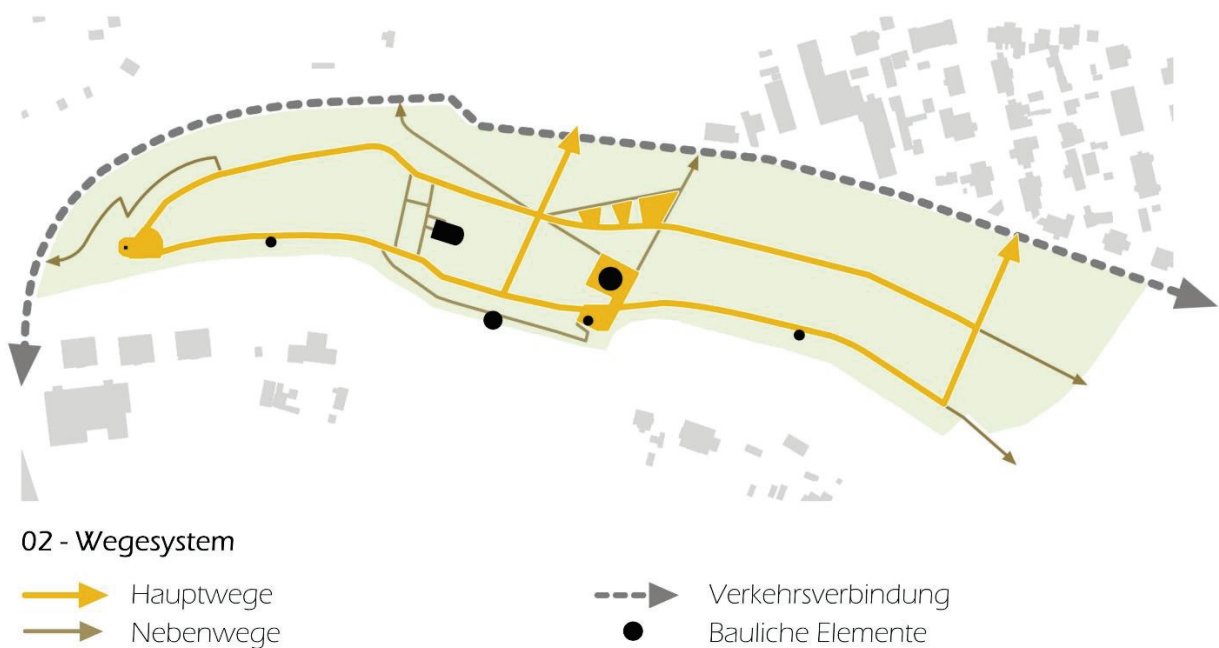 02 - Wegesystem
Hauptwege
Nebenwege
Verkehrsverbindung
Bauliche Elemente